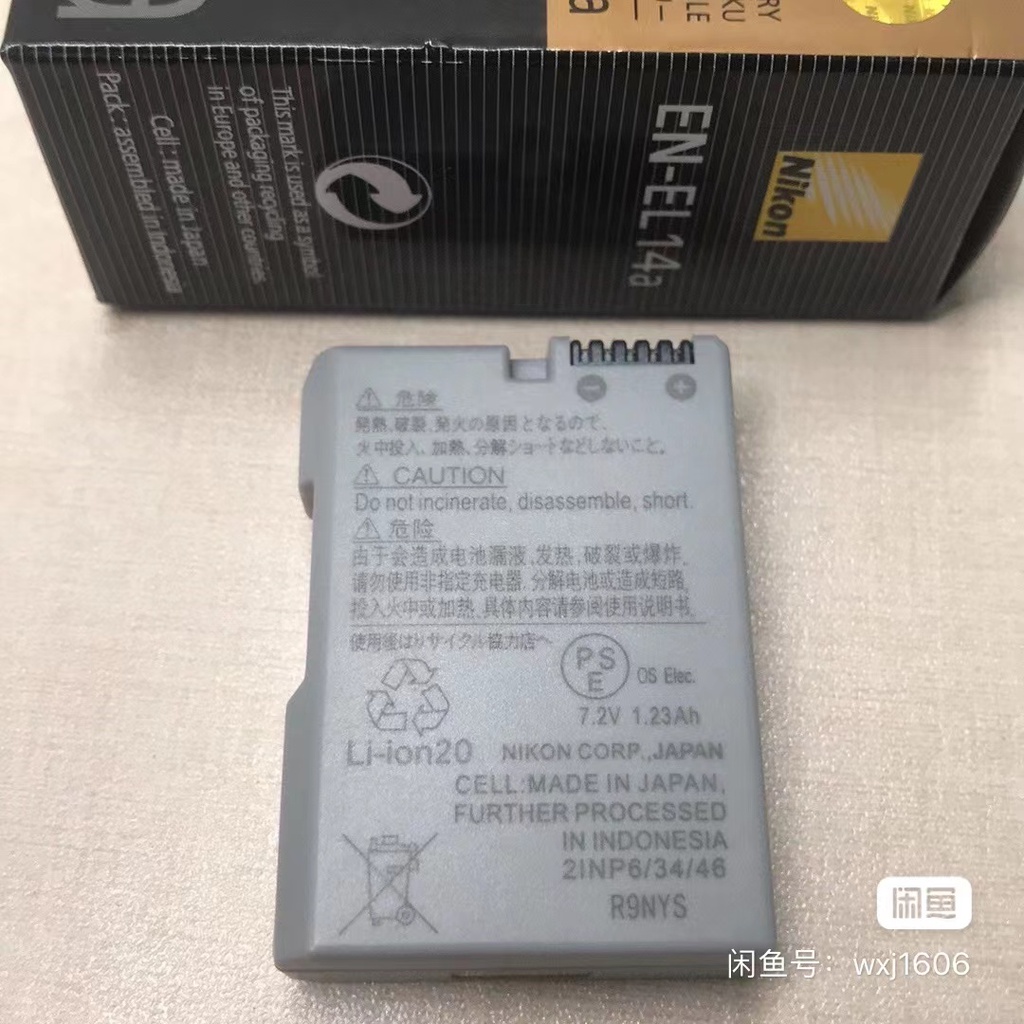 RY
KU
LE
a
Nikon
EN-EL14a
This mark is used as a symbol
of packaging recycling
in Europe and other countries.
Cell : made in Japan
Pack : assembled in Indonesia
危険
発熱、破裂、発火の原因となるので、
火中投入、加熱、分解ショートなどしないこと。
CAUTION
Do not incinerate, disassemble, short.
危险
由于会造成电池漏液,发热,破裂或爆炸,
请勿使用非指定充电器,分解电池或造成短路,
投入火中或加热,具体内容请参阅使用说明书.
使用後はリサイクル協力店へ
PS
E
OS Elec.
7.2V 1.23Ah
Li-ion20
NIKON CORP.,JAPAN
CELL:MADE IN JAPAN,
FURTHER PROCESSED
IN INDONESIA
2INP6/34/46
R9NYS
闲鱼
闲鱼号：wxj1606